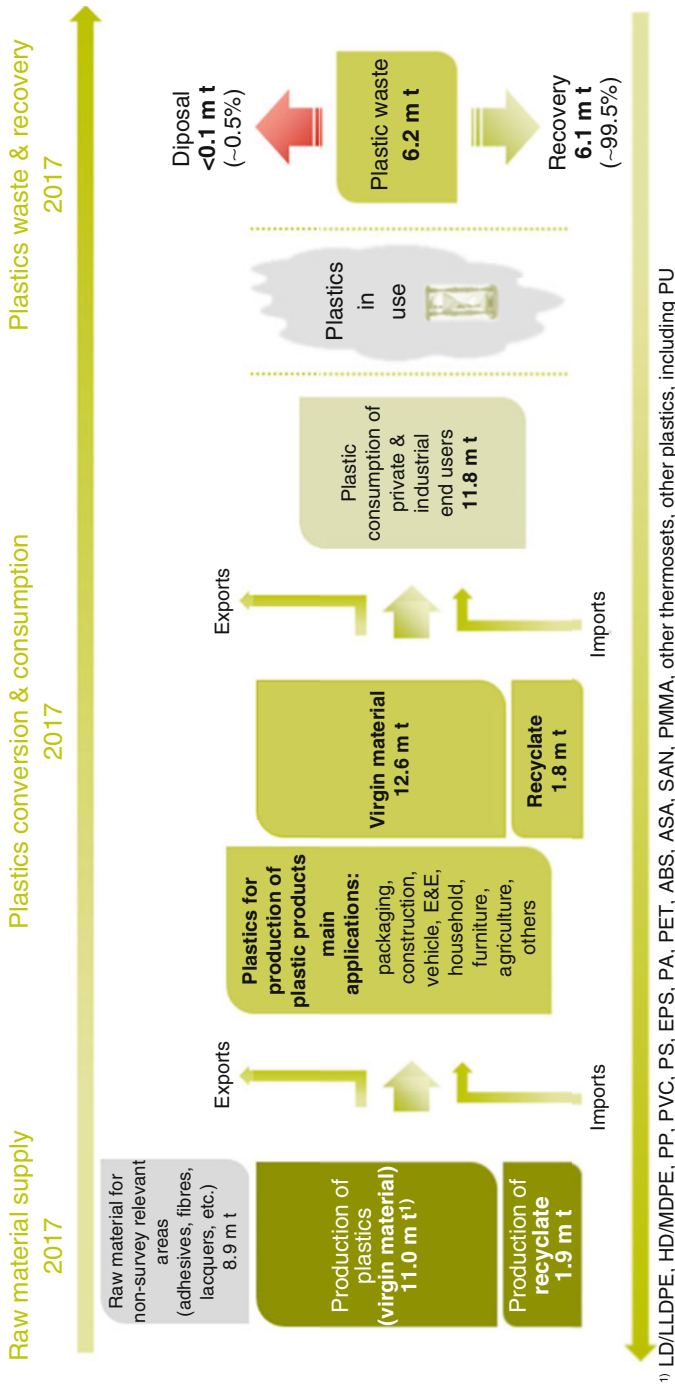 Raw material supply
2017
Plastics conversion & consumption
2017
Plastics waste & recovery
2017
Raw material for
non-survey relevant
areas
(adhesives, fibres,
lacquers, etc.)
8.9 m t
Production of
plastics
(virgin material)
11.0 m t¹⁾
Production of
recyclate
1.9 m t
Exports
Imports
Plastics for
production of
plastic products
main
applications:
packaging,
construction,
vehicle, E&E,
household,
furniture,
agriculture,
others
Virgin material
12.6 m t
Recyclate
1.8 m t
Exports
Imports
Plastic
consumption of
private &
industrial
end users
11.8 m t
Plastics
in
use
Diposal
<0.1 m t
(~0.5%)
Plastic waste
6.2 m t
Recovery
6.1 m t
(~99.5%)
¹⁾ LD/LLDPE, HD/MDPE, PP, PVC, PS, EPS, PA, PET, ABS, ASA, SAN, PMMA, other thermosets, other plastics, including PU